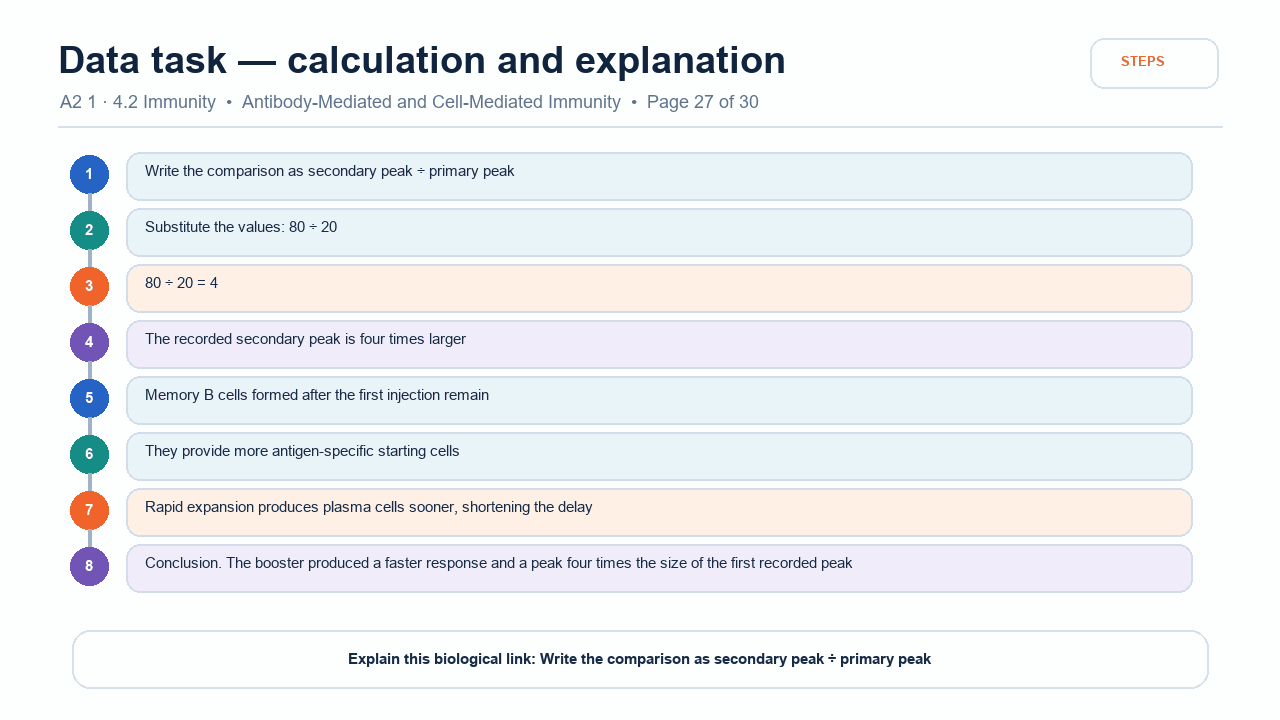 Data task — calculation and explanation
STEPS
A2 1 · 4.2 Immunity • Antibody-Mediated and Cell-Mediated Immunity • Page 27 of 30
1 Write the comparison as secondary peak ÷ primary peak
2 Substitute the values: 80 ÷ 20
3 80 ÷ 20 = 4
4 The recorded secondary peak is four times larger
5 Memory B cells formed after the first injection remain
6 They provide more antigen-specific starting cells
7 Rapid expansion produces plasma cells sooner, shortening the delay
8 Conclusion. The booster produced a faster response and a peak four times the size of the first recorded peak
Explain this biological link: Write the comparison as secondary peak ÷ primary peak